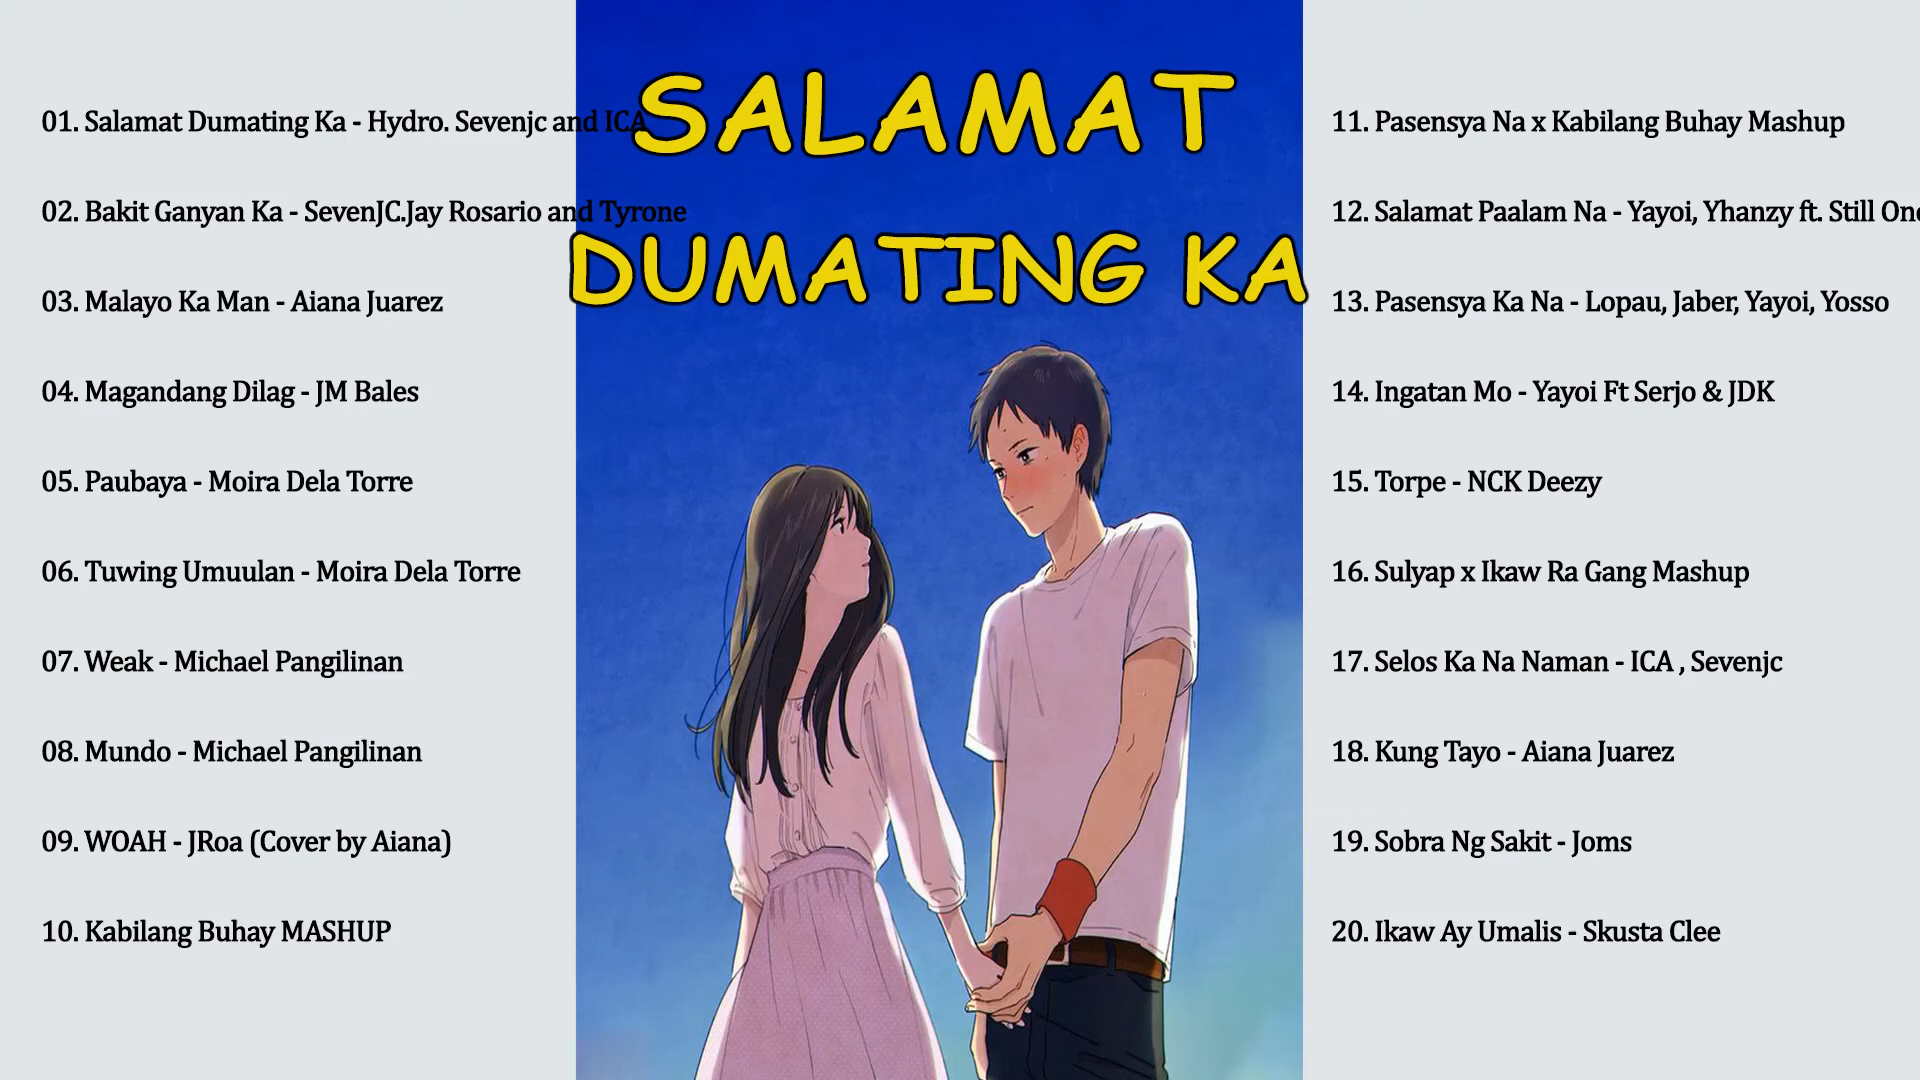 SALAMAT
DUMATING KA
01. Salamat Dumating Ka - Hydro. Sevenjc and ICA
02. Bakit Ganyan Ka - SevenJC.Jay Rosario and Tyrone
03. Malayo Ka Man - Aiana Juarez
04. Magandang Dilag - JM Bales
05. Paubaya - Moira Dela Torre
06. Tuwing Umuulan - Moira Dela Torre
07. Weak - Michael Pangilinan
08. Mundo - Michael Pangilinan
09. WOAH - JRoa (Cover by Aiana)
10. Kabilang Buhay MASHUP
11. Pasensya Na x Kabilang Buhay Mashup
12. Salamat Paalam Na - Yayoi, Yhanzy ft. Still
13. Pasensya Ka Na - Lopau, Jaber, Yayoi, Yosso
14. Ingatan Mo - Yayoi Ft Serjo & JDK
15. Torpe - NCK Deezy
16. Sulyap x Ikaw Ra Gang Mashup
17. Selos Ka Na Naman - ICA , Sevenjc
18. Kung Tayo - Aiana Juarez
19. Sobra Ng Sakit - Joms
20. Ikaw Ay Umalis - Skusta Clee